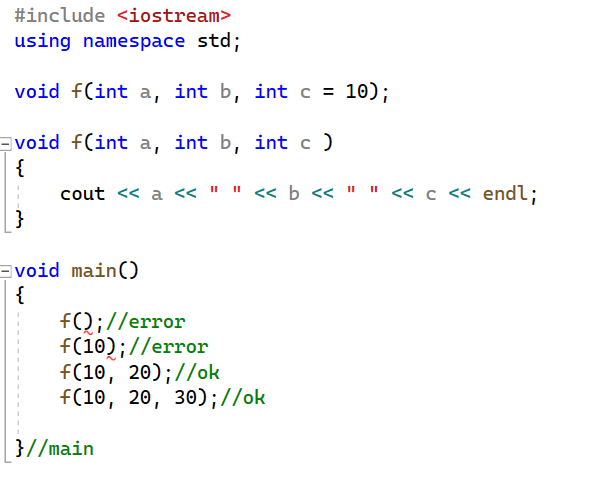 #include <iostream>
using namespace std;
void f(int a, int b, int c = 10);
void f(int a, int b, int c )
{
cout << a << " " << b << " " << c << endl;
}
void main()
{
f();//error
f(10);//error
f(10, 20);//ok
f(10, 20, 30);//ok
}//main